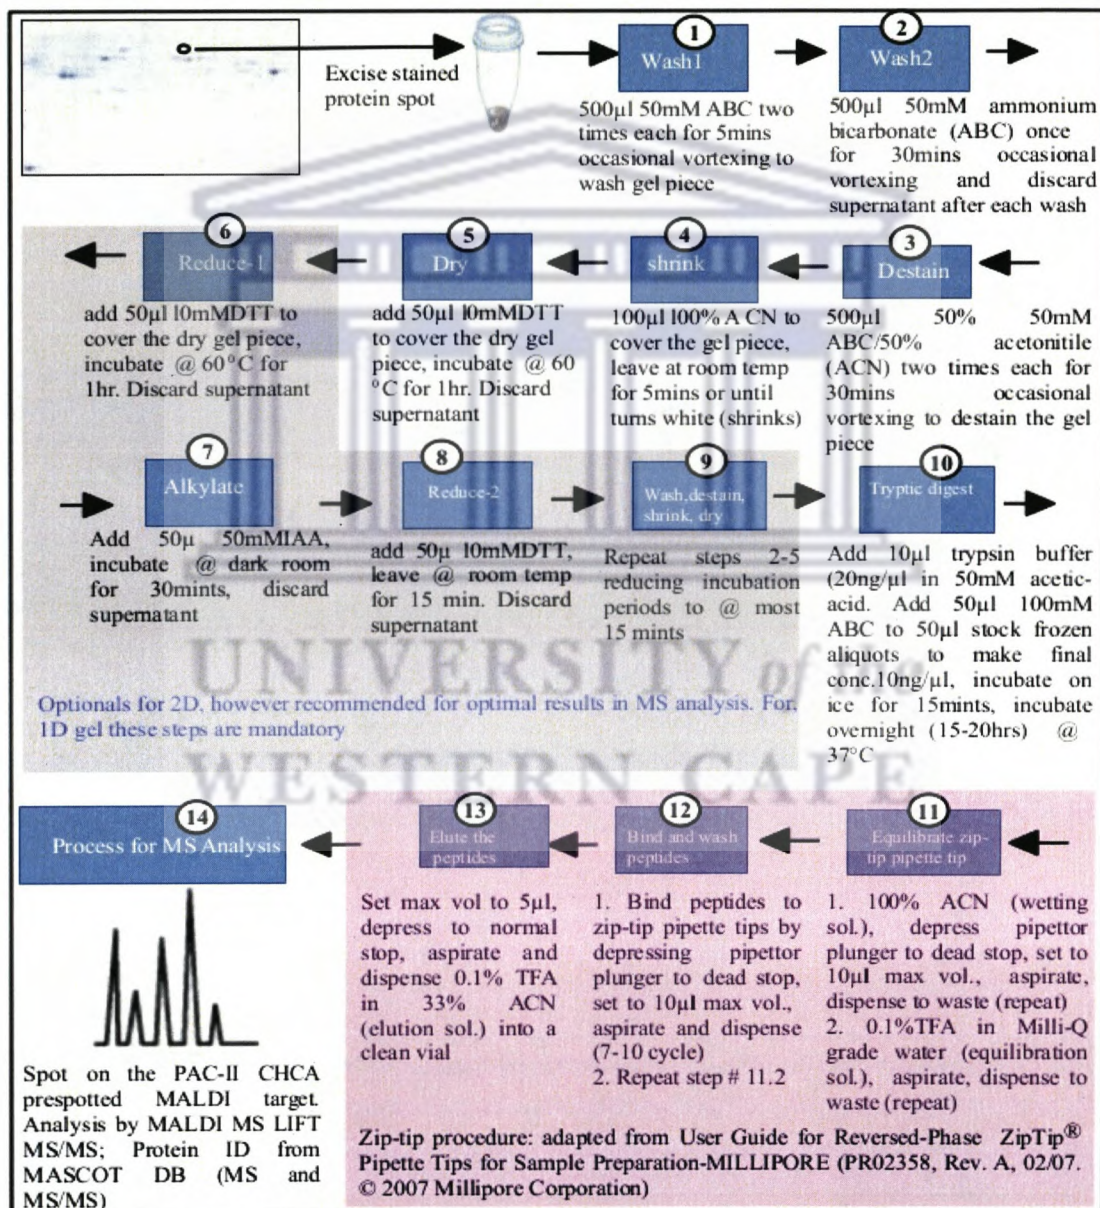 Excise stained
protein spot
1
Wash1
500µl 50mM ABC two
times each for 5mins
occasional vortexing to
wash gel piece
2
Wash2
500µl 50mM ammonium
bicarbonate (ABC) once
for 30mins occasional
vortexing and discard
supernatant after each wash
3
Destain
500µl 50% 50mM
ABC/50% acetonitile
(ACN) two times each for
30mins occasional
vortexing to destain the gel
piece
4
shrink
100µl 100% A CN to
cover the gel piece,
leave at room temp
for 5mins or until
turns white (shrinks)
5
Dry
add 50µl 10mMDTT
to cover the dry gel
piece, incubate @ 60
°C for 1hr. Discard
supernatant
6
Reduce-1
add 50µl 10mMDTT to
cover the dry gel piece,
incubate @ 60°C for
1hr. Discard supernatant
7
Alkylate
Add 50µ 50mMIAA,
incubate @ dark room
for 30mints, discard
supernatant
8
Reduce-2
add 50µ 10mMDTT,
leave @ room temp
for 15 min. Discard
supernatant
9
Wash,destain,
shrink, dry
Repeat steps 2-5
reducing incubation
periods to @ most
15 mints
10
Tryptic digest
Add 10µl trypsin buffer
(20ng/µl in 50mM acetic-
acid. Add 50µl 100mM
ABC to 50µl stock frozen
aliquots to make final
conc.10ng/µl, incubate on
ice for 15mints, incubate
overnight (15-20hrs) @
37°C
Optionals for 2D, however recommended for optimal results in MS analysis. For
1D gel these steps are mandatory
UNIVERSITY of the
WESTERN CAPE
11
Equilibrate zip-
tip pipette tip
1. 100% ACN (wetting
sol.), depress pipettor
plunger to dead stop, set to
10µl max vol., aspirate,
dispense to waste (repeat)
2. 0.1%TFA in Milli-Q
grade water (equilibration
sol.), aspirate, dispense to
waste (repeat)
12
Bind and wash
peptides
1. Bind peptides to
zip-tip pipette tips by
depressing pipettor
plunger to dead stop,
set to 10µl max vol.,
aspirate and dispense
(7-10 cycle)
2. Repeat step # 11.2
13
Elute the
peptides
Set max vol to 5µl,
depress to normal
stop, aspirate and
dispense 0.1% TFA
in 33% ACN
(elution sol.) into a
clean vial
14
Process for MS Analysis
Spot on the PAC-II CHCA
prespotted MALDI target.
Analysis by MALDI MS LIFT
MS/MS; Protein ID from
MASCOT DB (MS and
MS/MS)
Zip-tip procedure: adapted from User Guide for Reversed-Phase ZipTip®
Pipette Tips for Sample Preparation-MILLIPORE (PR02358, Rev. A, 02/07.
© 2007 Millipore Corporation)